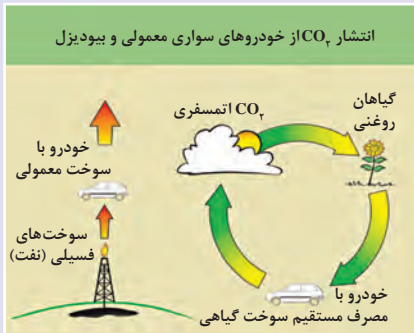 انتشار CO₂ از خودروهای سواری معمولی و بیودیزل
گیاهان
روغنی
CO₂ اتمسفری
خودرو با
سوخت معمولی
سوخت‌های
فسیلی (نفت)
خودرو با
مصرف مستقیم سوخت گیاهی